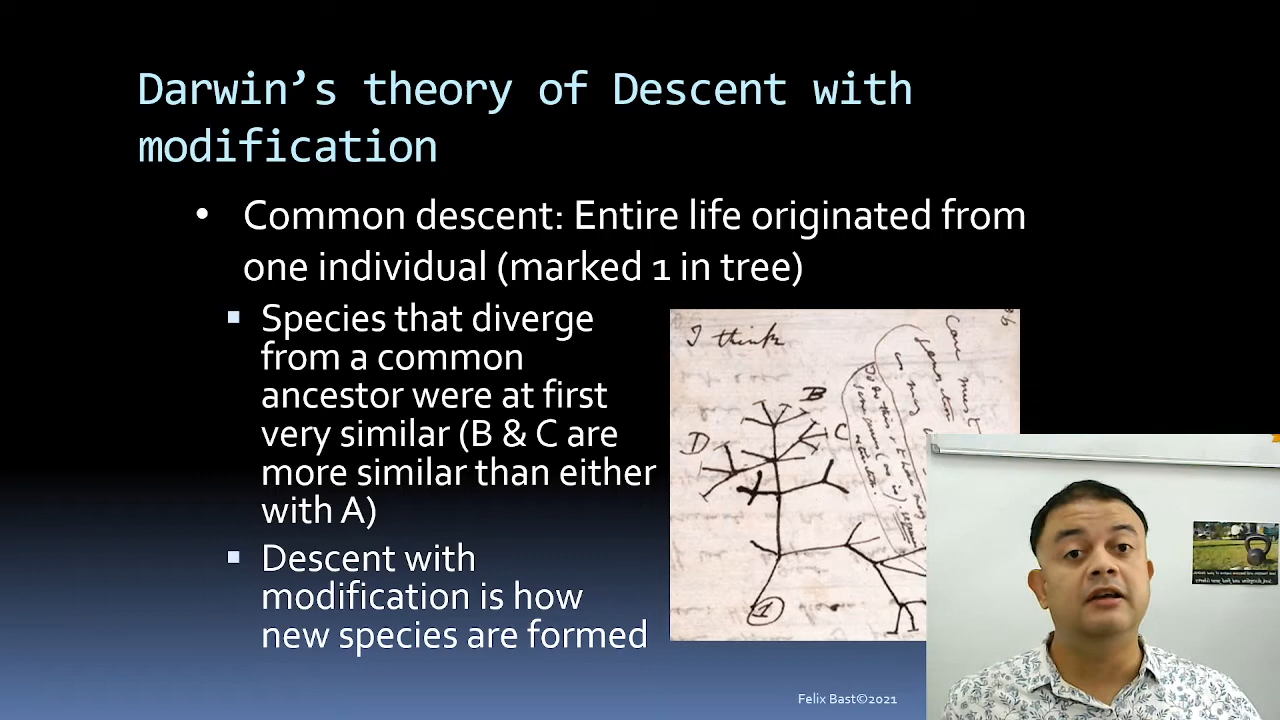 Darwin’s theory of Descent with
modification
• Common descent: Entire life originated from
one individual (marked 1 in tree)
▪ Species that diverge
from a common
ancestor were at first
very similar (B & C are
more similar than either
with A)
▪ Descent with
modification is how
new species are formed
I think
B
C
D
1
Felix Bast©2021